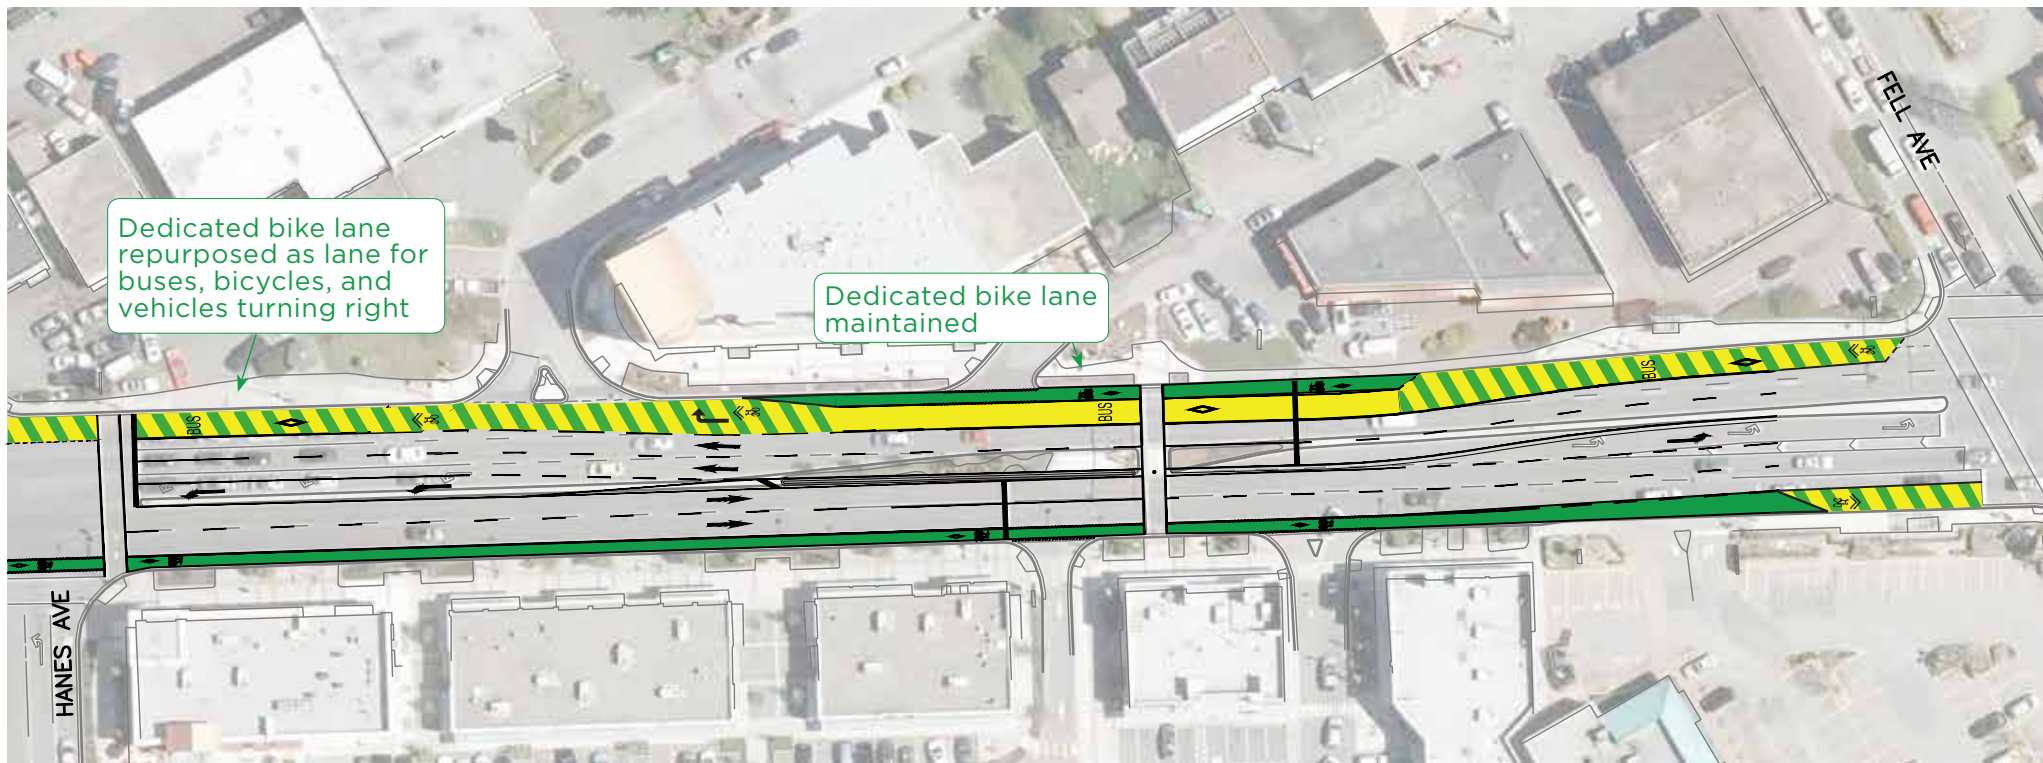 FELL AVE
Dedicated bike lane
repurposed as lane for
buses, bicycles, and
vehicles turning right
Dedicated bike lane
maintained
BUS
BUS
BUS
HANES AVE